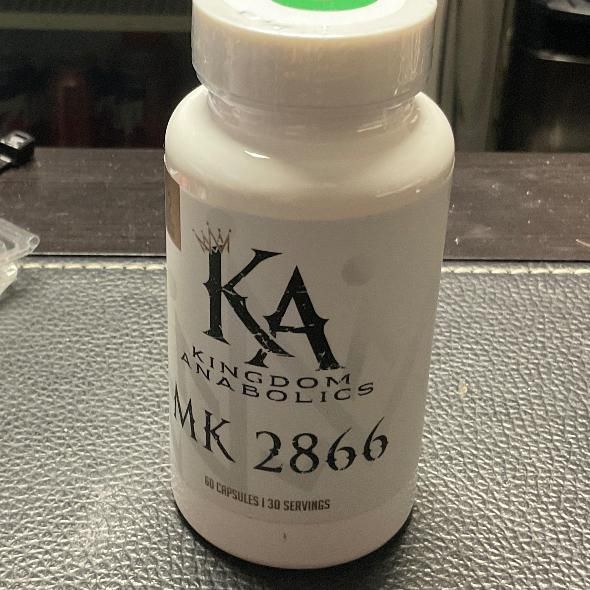 KA
KINGDOM
ANABOLICS
MK 2866
60 CAPSULES | 30 SERVINGS